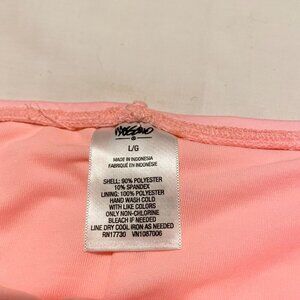 MOSSIMO
L/G
MADE IN INDONESIA
FABRIQUÉ EN INDONÉSIE
SHELL: 90% POLYESTER
10% SPANDEX
LINING: 100% POLYESTER
HAND WASH COLD
WITH LIKE COLORS
ONLY NON-CHLORINE
BLEACH IF NEEDED
LINE DRY COOL IRON AS NEEDED
RN17730 VN1087006